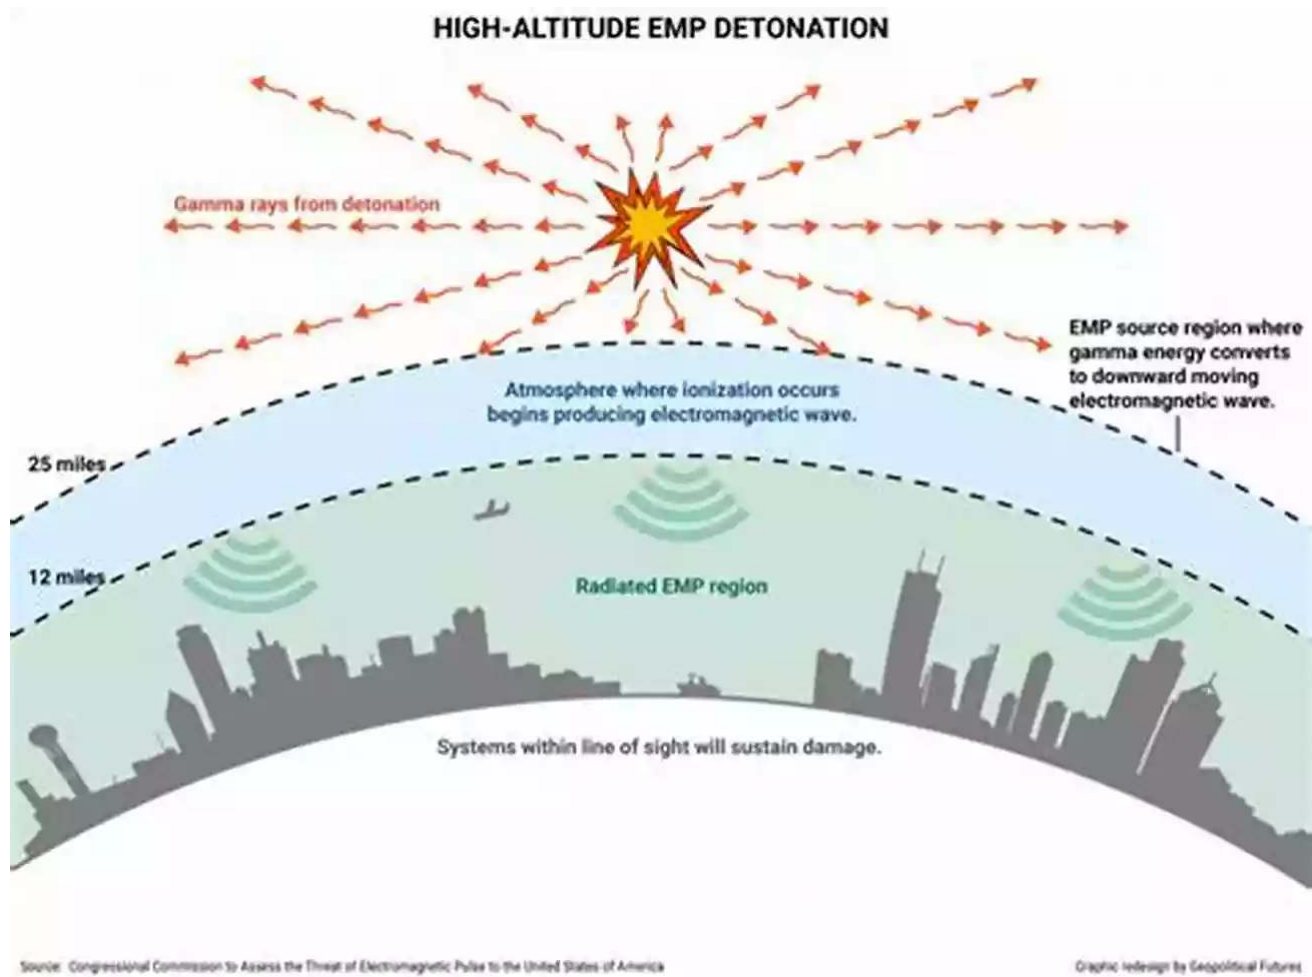 HIGH-ALTITUDE EMP DETONATION
Gamma rays from detonation
EMP source region where
gamma energy converts
to downward moving
electromagnetic wave.
Atmosphere where ionization occurs
begins producing electromagnetic wave.
25 miles
12 miles
Radiated EMP region
Systems within line of sight will sustain damage.
Source: Congressional Commission to Assess the Threat of Electromagnetic Pulse to the United States of America
Graphic redesign by Geopolitical Futures